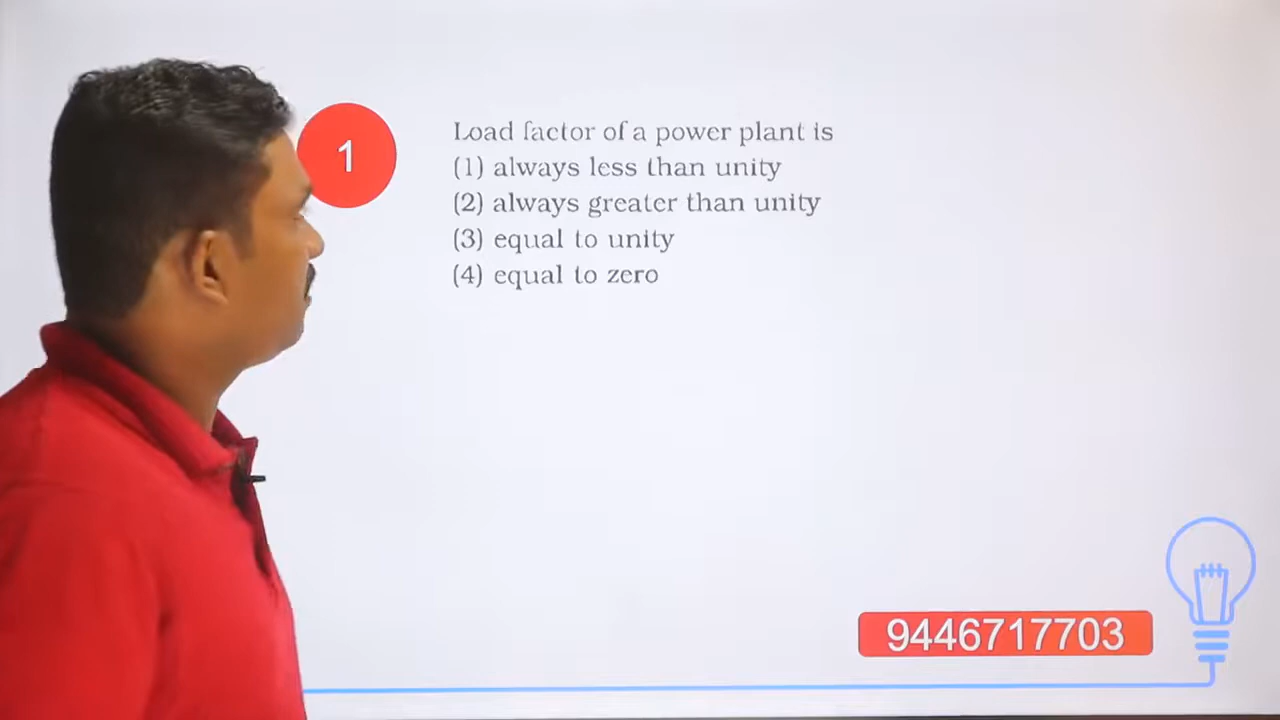 1
Load factor of a power plant is
(1) always less than unity
(2) always greater than unity
(3) equal to unity
(4) equal to zero
9446717703